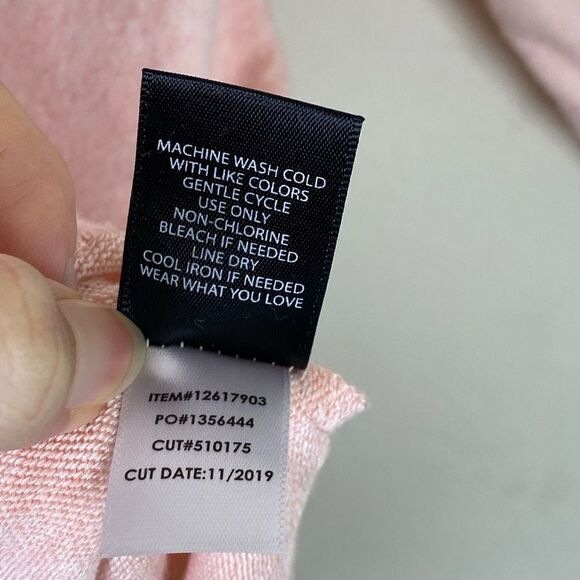 MACHINE WASH COLD
WITH LIKE COLORS
GENTLE CYCLE
USE ONLY
NON-CHLORINE
BLEACH IF NEEDED
LINE DRY
COOL IRON IF NEEDED
WEAR WHAT YOU LOVE
ITEM#12617903
PO#1356444
CUT#510175
CUT DATE:11/2019